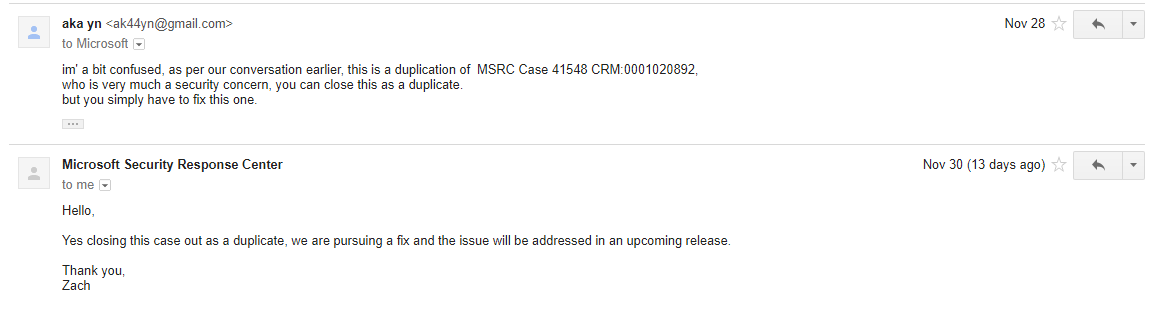 aka yn <ak44yn@gmail.com> Nov 28
to Microsoft
im' a bit confused, as per our conversation earlier, this is a duplication of  MSRC Case 41548 CRM:0001020892,
who is very much a security concern, you can close this as a duplicate.
but you simply have to fix this one.
Microsoft Security Response Center Nov 30 (13 days ago)
to me
Hello,
Yes closing this case out as a duplicate, we are pursuing a fix and the issue will be addressed in an upcoming release.
Thank you,
Zach